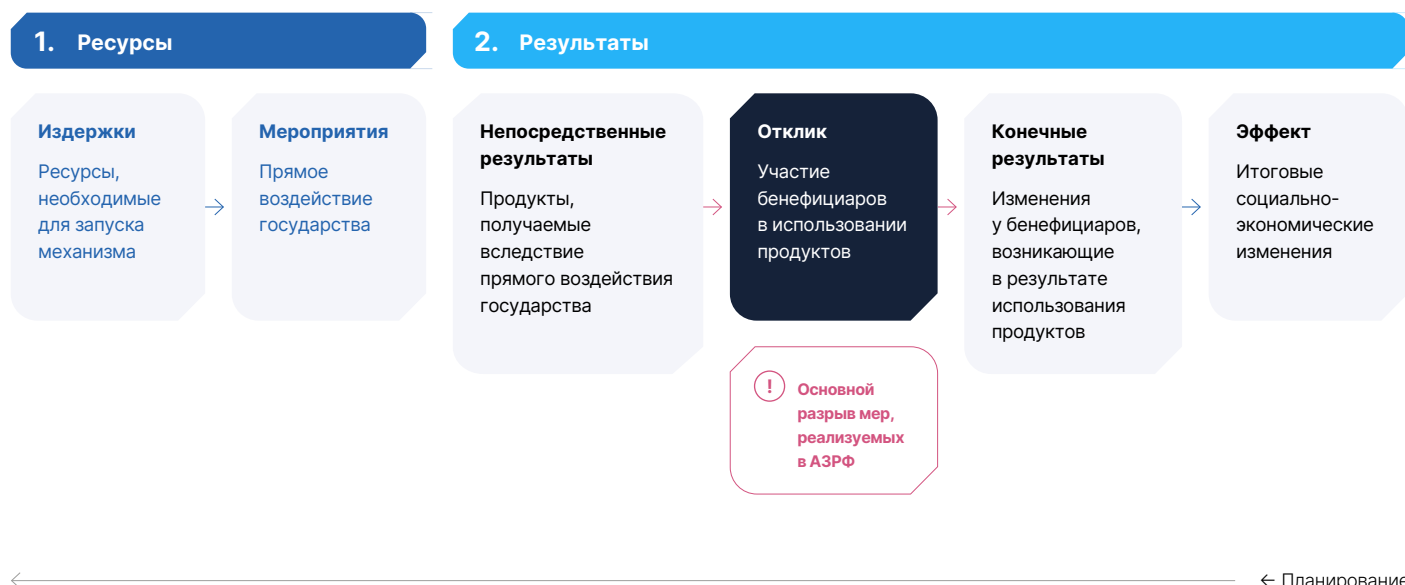 1. Ресурсы
2. Результаты
Издержки
Ресурсы,
необходимые
для запуска
механизма
Мероприятия
Прямое
воздействие
государства
Непосредственные
результаты
Продукты,
получаемые
вследствие
прямого воздействия
государства
Отклик
Участие
бенефициаров
в использовании
продуктов
Конечные
результаты
Изменения
у бенефициаров,
возникающие
в результате
использования
продуктов
Эффект
Итоговые
социально-
экономические
изменения
!
Основной
разрыв мер,
реализуемых
в АЗРФ
← Планирование